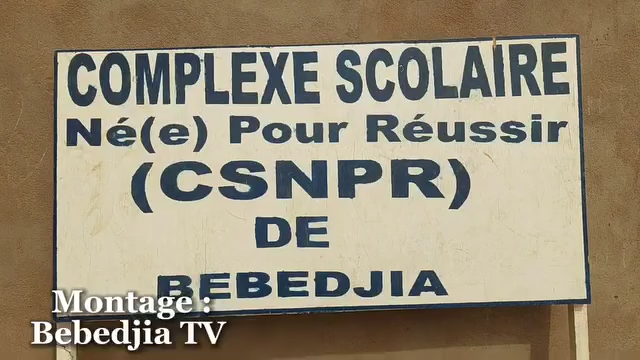 COMPLEXE SCOLAIRE
Né(e) Pour Réussir
(CSNPR)
DE
BEBEDJIA
Montage :
Bebedjia TV